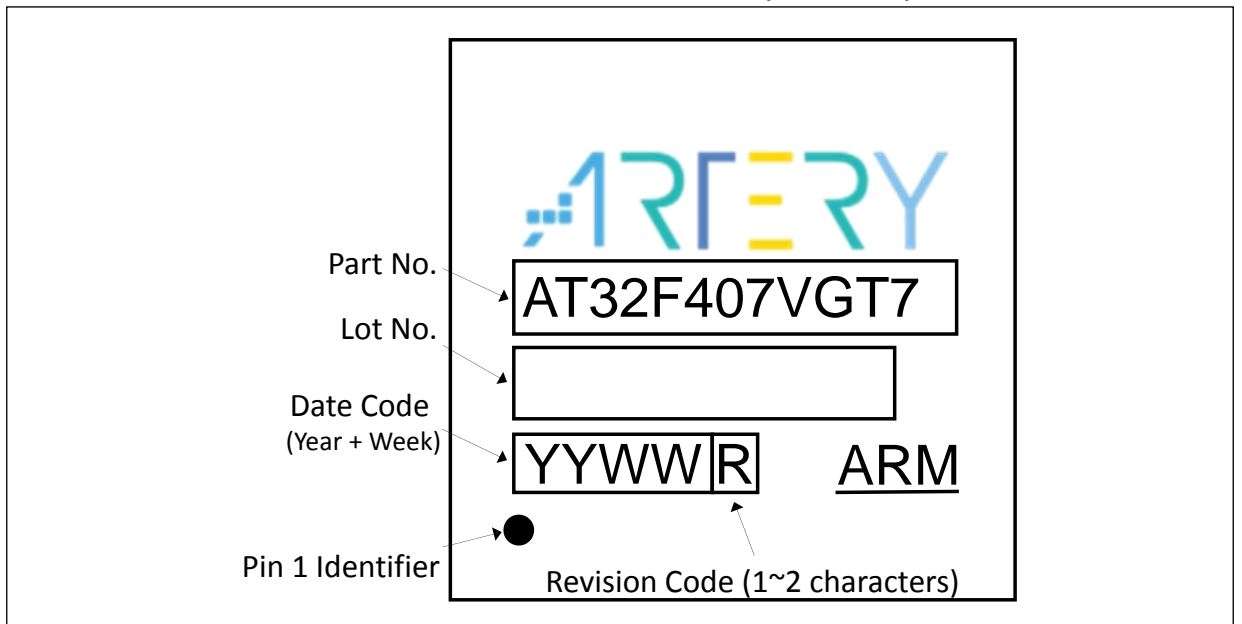 ARTERY
Part No.
AT32F407VGT7
Lot No.
Date Code
(Year + Week)
YYWW R ARM
Pin 1 Identifier
Revision Code (1~2 characters)